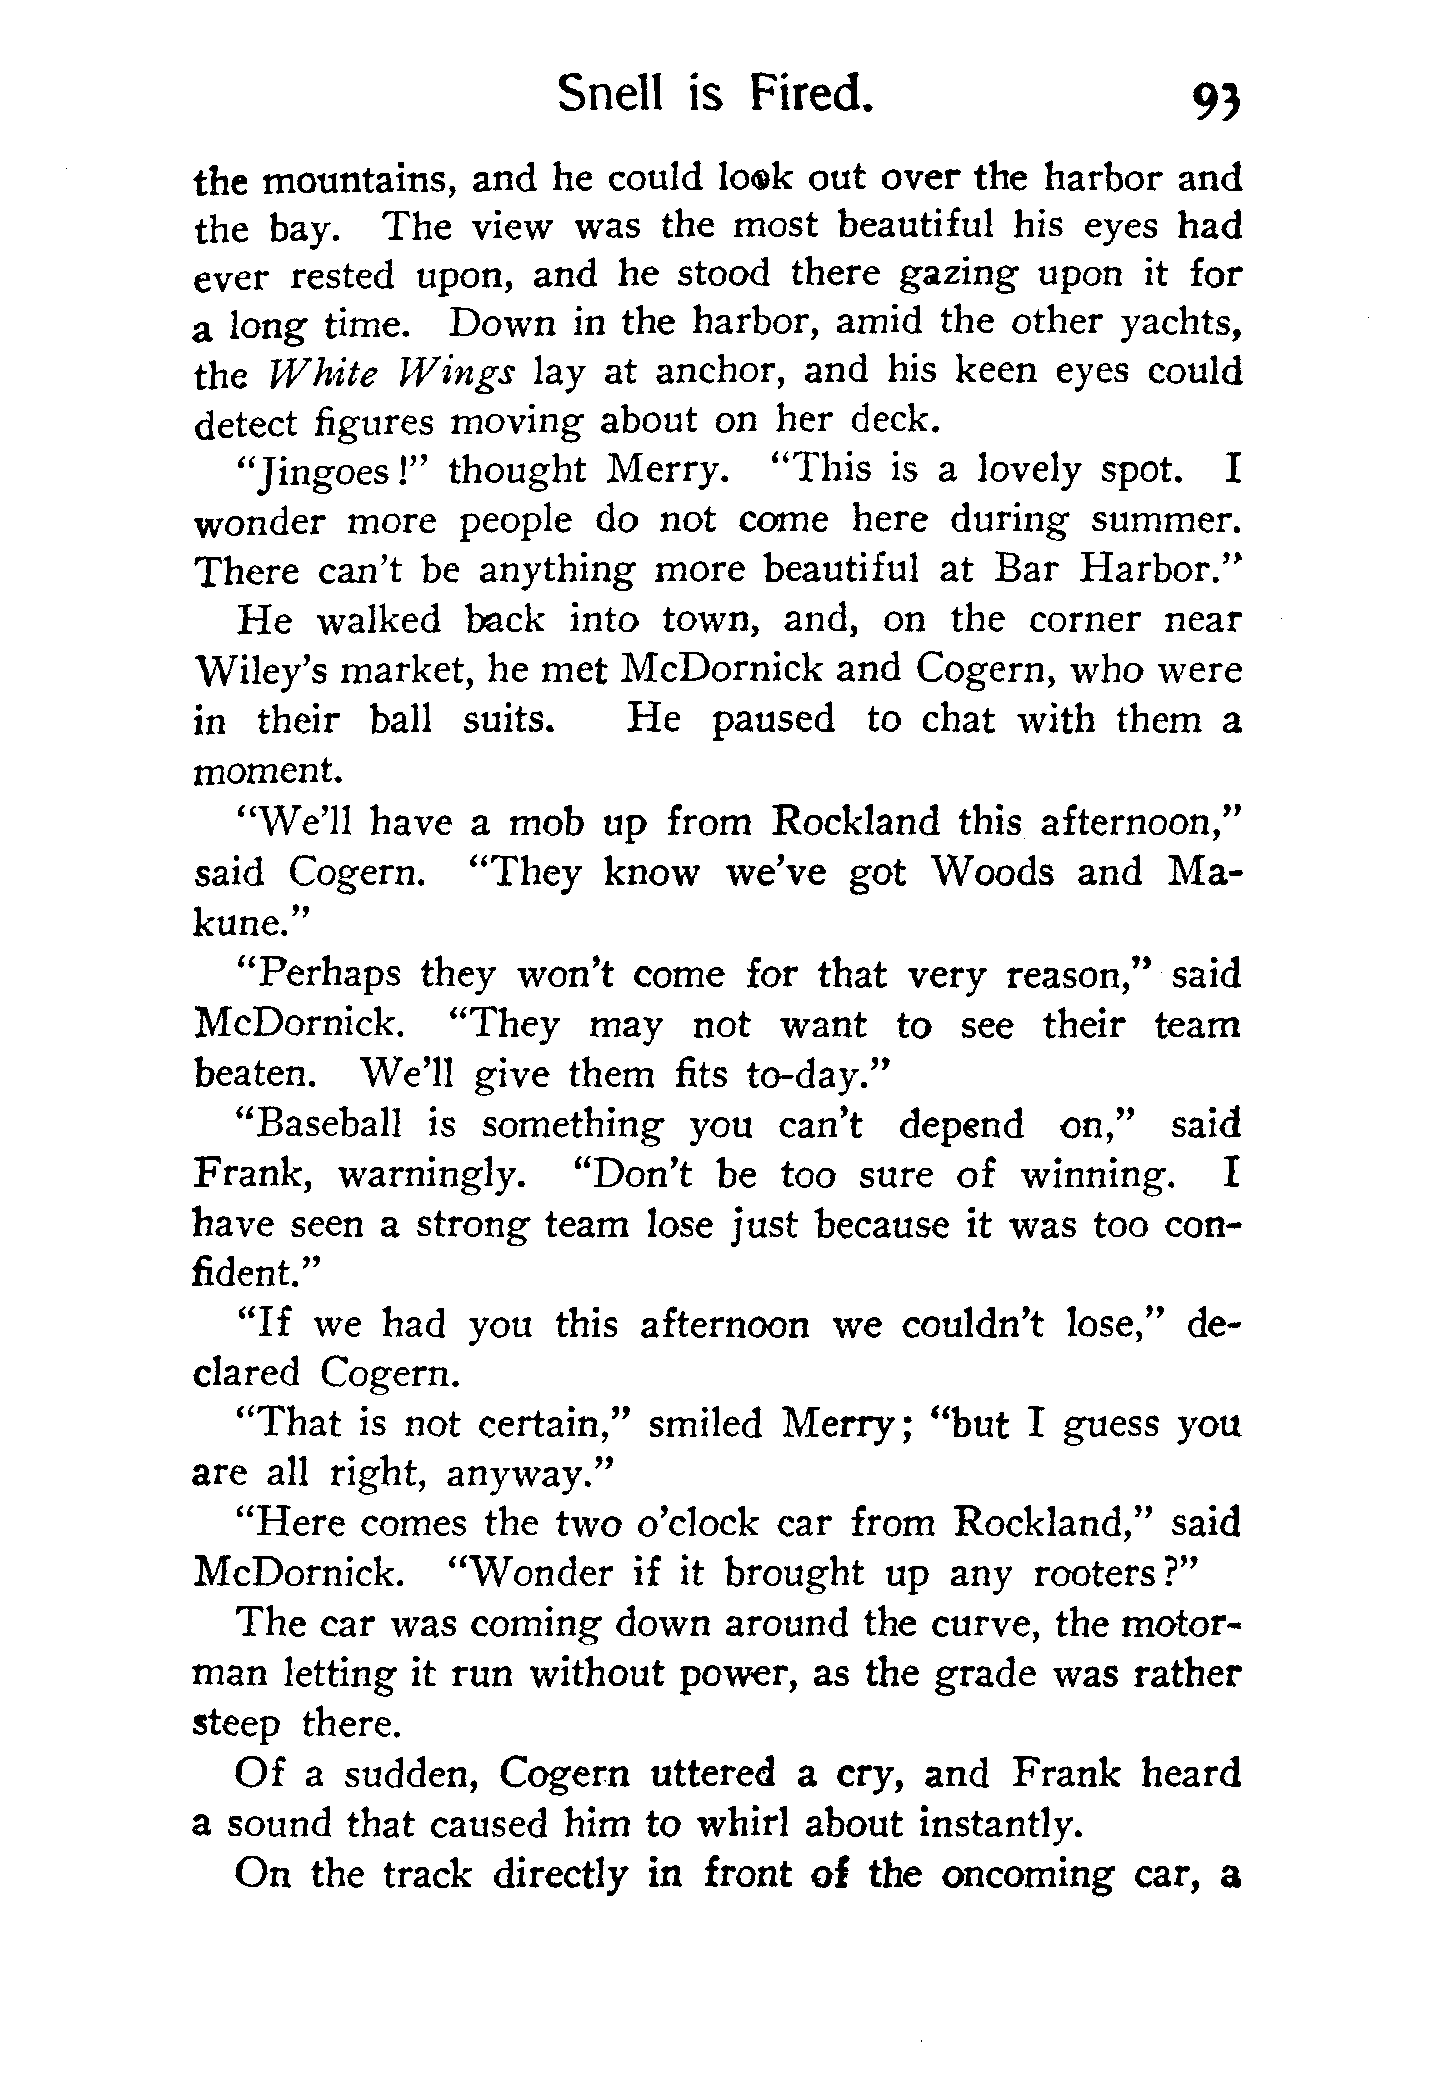 Snell is Fired. 93
the mountains, and he could look out over the harbor and
the bay. The view was the most beautiful his eyes had
ever rested upon, and he stood there gazing upon it for
a long time. Down in the harbor, amid the other yachts,
the White Wings lay at anchor, and his keen eyes could
detect figures moving about on her deck.
“Jingoes!” thought Merry. “This is a lovely spot. I
wonder more people do not come here during summer.
There can’t be anything more beautiful at Bar Harbor.”
He walked back into town, and, on the corner near
Wiley’s market, he met McDornick and Cogern, who were
in their ball suits. He paused to chat with them a
moment.
“We’ll have a mob up from Rockland this afternoon,”
said Cogern. “They know we’ve got Woods and Ma-
kune.”
“Perhaps they won’t come for that very reason,” said
McDornick. “They may not want to see their team
beaten. We’ll give them fits to-day.”
“Baseball is something you can’t depend on,” said
Frank, warningly. “Don’t be too sure of winning. I
have seen a strong team lose just because it was too con-
fident.”
“If we had you this afternoon we couldn’t lose,” de-
clared Cogern.
“That is not certain,” smiled Merry; “but I guess you
are all right, anyway.”
“Here comes the two o’clock car from Rockland,” said
McDornick. “Wonder if it brought up any rooters?”
The car was coming down around the curve, the motor-
man letting it run without power, as the grade was rather
steep there.
Of a sudden, Cogern uttered a cry, and Frank heard
a sound that caused him to whirl about instantly.
On the track directly in front of the oncoming car, a